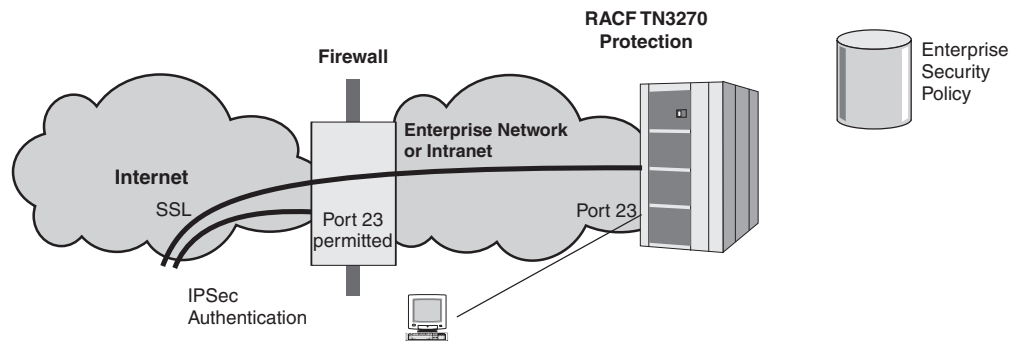 RACF TN3270
Protection
Firewall
Enterprise
Security
Policy
Enterprise Network
or Intranet
Internet
SSL
Port 23
permitted
Port 23
IPSec
Authentication